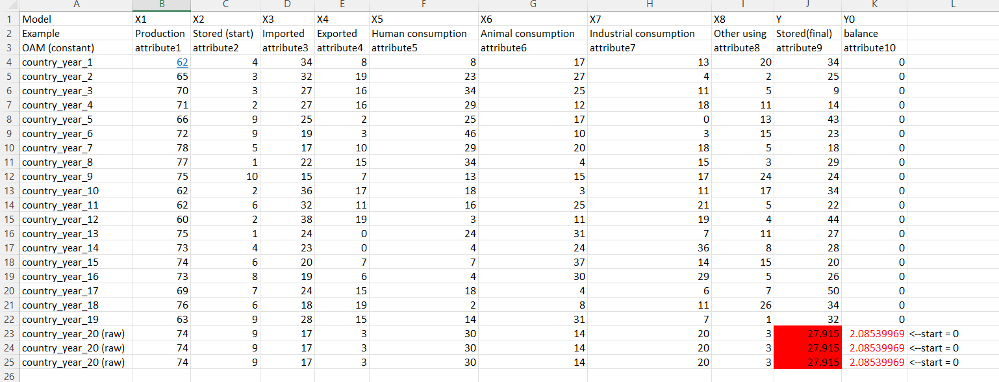 A B C D E F G H I J K L
1 Model X1 X2 X3 X4 X5 X6 X7 X8 Y Y0
2 Example Production Stored (start) Imported Exported Human consumption Animal consumption Industrial consumption Other using Stored(final) balance
3 OAM (constant) attribute1 attribute2 attribute3 attribute4 attribute5 attribute6 attribute7 attribute8 attribute9 attribute10
4 country_year_1 62 4 34 8 8 17 13 20 34 0
5 country_year_2 65 3 32 19 23 27 4 2 25 0
6 country_year_3 70 3 27 16 34 25 11 5 9 0
7 country_year_4 71 2 27 16 29 12 18 11 14 0
8 country_year_5 66 9 25 2 25 17 0 13 43 0
9 country_year_6 72 9 19 3 46 10 3 15 23 0
10 country_year_7 78 5 17 10 29 20 18 5 18 0
11 country_year_8 77 1 22 15 34 4 15 3 29 0
12 country_year_9 75 10 15 7 13 15 17 24 24 0
13 country_year_10 62 2 36 17 18 3 11 17 34 0
14 country_year_11 62 6 32 11 16 25 21 5 22 0
15 country_year_12 60 2 38 19 3 11 19 4 44 0
16 country_year_13 75 1 24 0 24 31 7 11 27 0
17 country_year_14 73 4 23 0 4 24 36 8 28 0
18 country_year_15 74 6 20 7 7 37 14 15 20 0
19 country_year_16 73 8 19 6 4 30 29 5 26 0
20 country_year_17 69 7 24 15 18 4 6 7 50 0
21 country_year_18 76 6 18 19 2 8 11 26 34 0
22 country_year_19 63 9 28 15 14 31 7 1 32 0
23 country_year_20 (raw) 74 9 17 3 30 14 20 3 27.915 2.08539969 <--start = 0
24 country_year_20 (raw) 74 9 17 3 30 14 20 3 27.915 2.08539969 <--start = 0
25 country_year_20 (raw) 74 9 17 3 30 14 20 3 27.915 2.08539969 <--start = 0
26